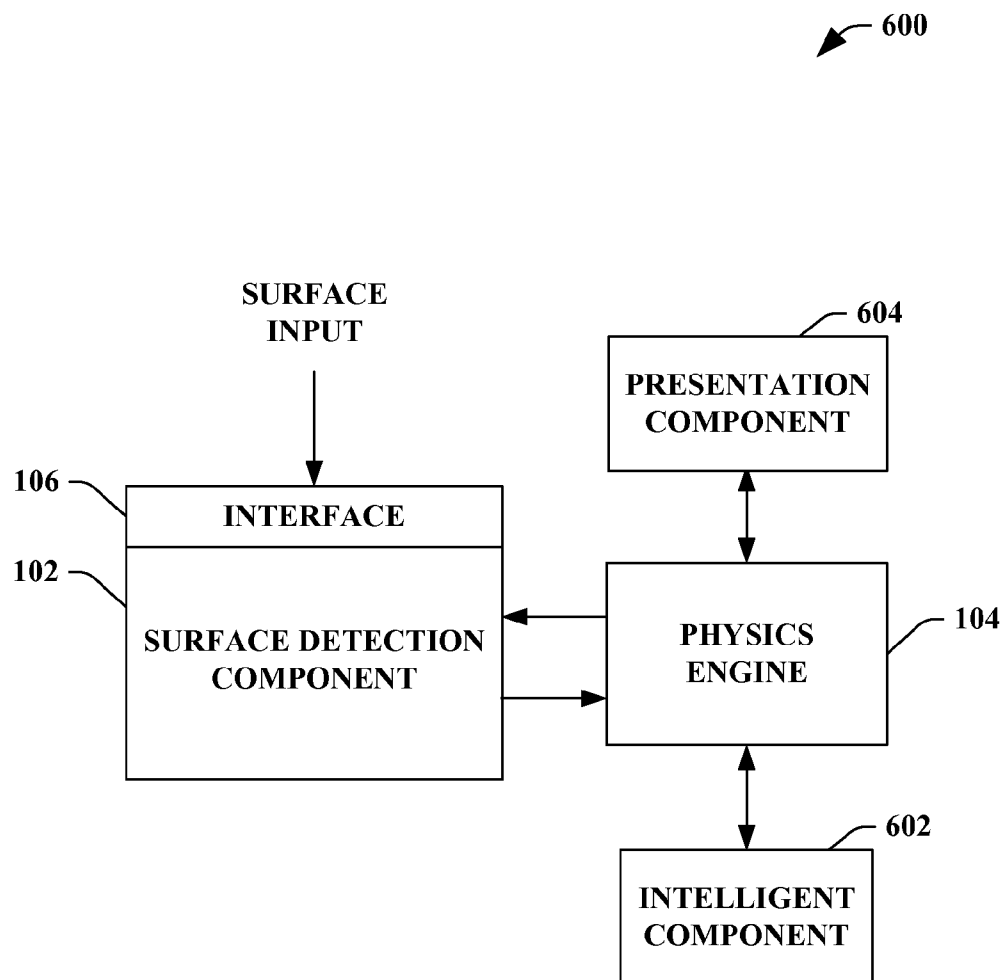 600
SURFACE
INPUT
604
PRESENTATION
COMPONENT
106
INTERFACE
102
SURFACE DETECTION
COMPONENT
PHYSICS
ENGINE
104
602
INTELLIGENT
COMPONENT